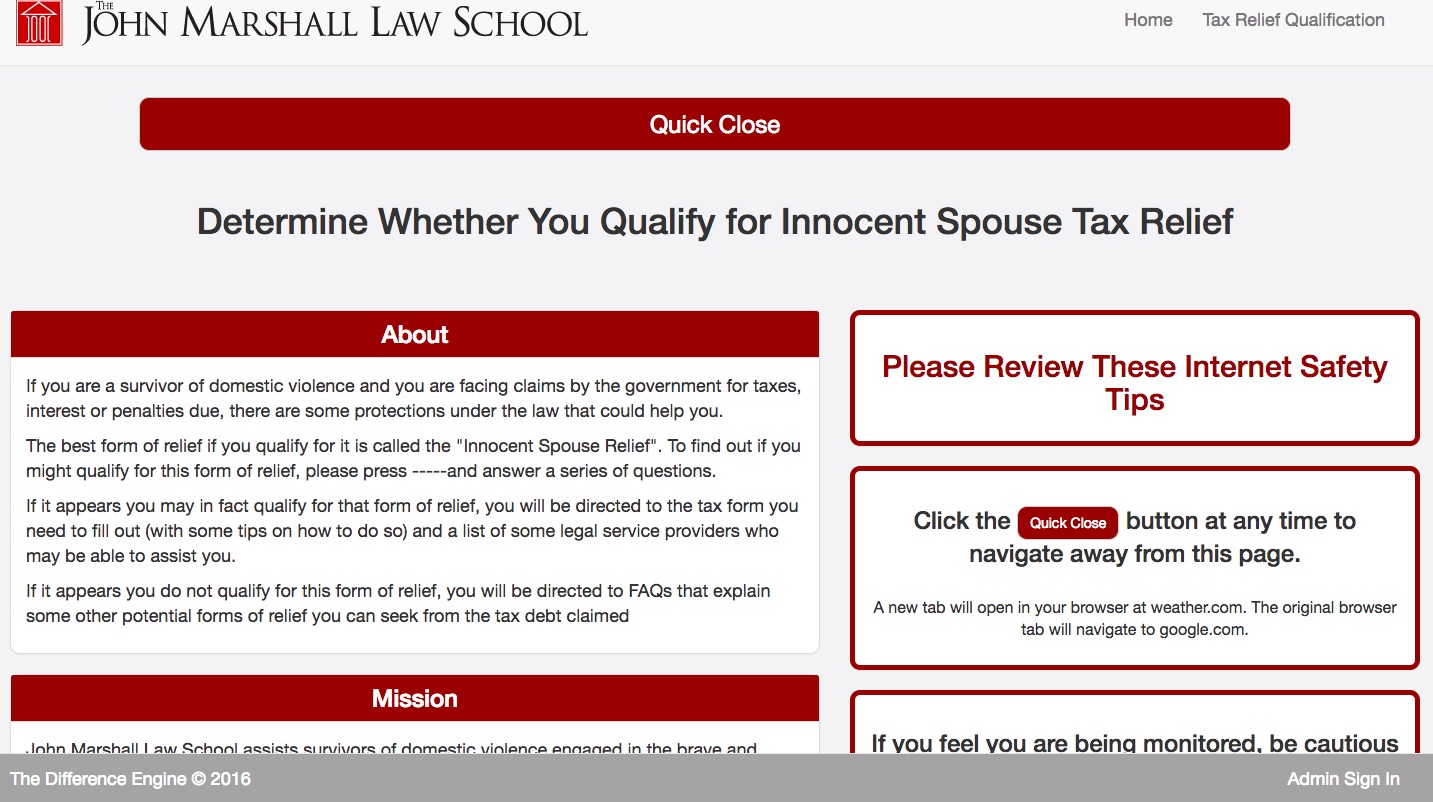 THE
JOHN MARSHALL LAW SCHOOL
Home Tax Relief Qualification
Quick Close
Determine Whether You Qualify for Innocent Spouse Tax Relief
About
If you are a survivor of domestic violence and you are facing claims by the government for taxes,
interest or penalties due, there are some protections under the law that could help you.
The best form of relief if you qualify for it is called the "Innocent Spouse Relief". To find out if you
might qualify for this form of relief, please press -----and answer a series of questions.
If it appears you may in fact qualify for that form of relief, you will be directed to the tax form you
need to fill out (with some tips on how to do so) and a list of some legal service providers who
may be able to assist you.
If it appears you do not qualify for this form of relief, you will be directed to FAQs that explain
some other potential forms of relief you can seek from the tax debt claimed
Mission
John Marshall Law School assists survivors of domestic violence engaged in the brave and
Please Review These Internet Safety
Tips
Click the Quick Close button at any time to
navigate away from this page.
A new tab will open in your browser at weather.com. The original browser
tab will navigate to google.com.
If you feel you are being monitored, be cautious
The Difference Engine © 2016
Admin Sign In